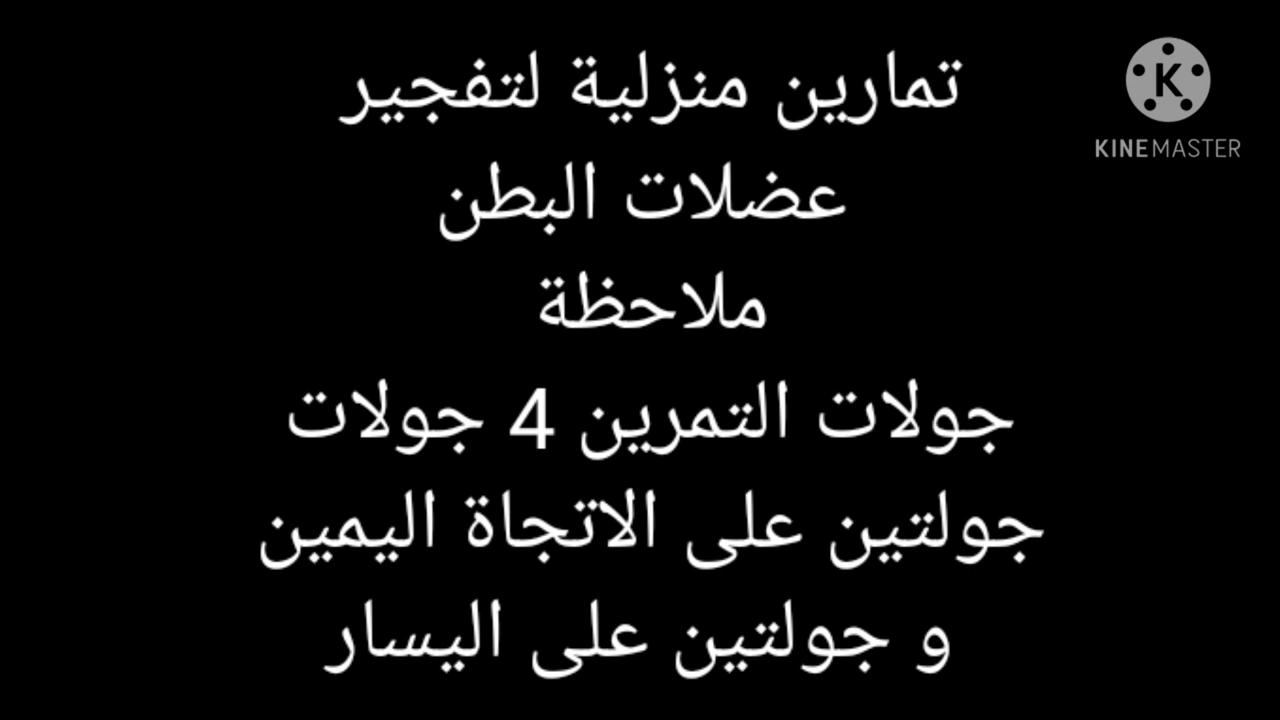 تمارين منزلية لتفجير
عضلات البطن
ملاحظة
جولات التمرين 4 جولات
جولتين على الاتجاة اليمين
و جولتين على اليسار
K
KINEMASTER